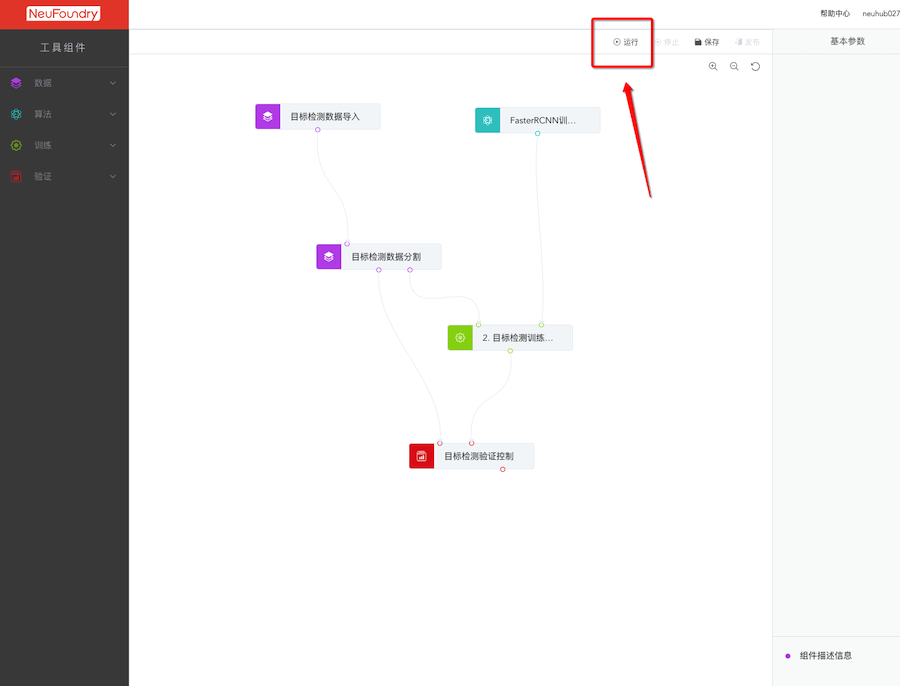 NeuFoundry
帮助中心 neuhub027
工具组件
运行 停止 保存 发布
基本参数
数据
算法
训练
验证
目标检测数据导入
FasterRCNN训...
目标检测数据分割
2. 目标检测训练...
目标检测验证控制
组件描述信息